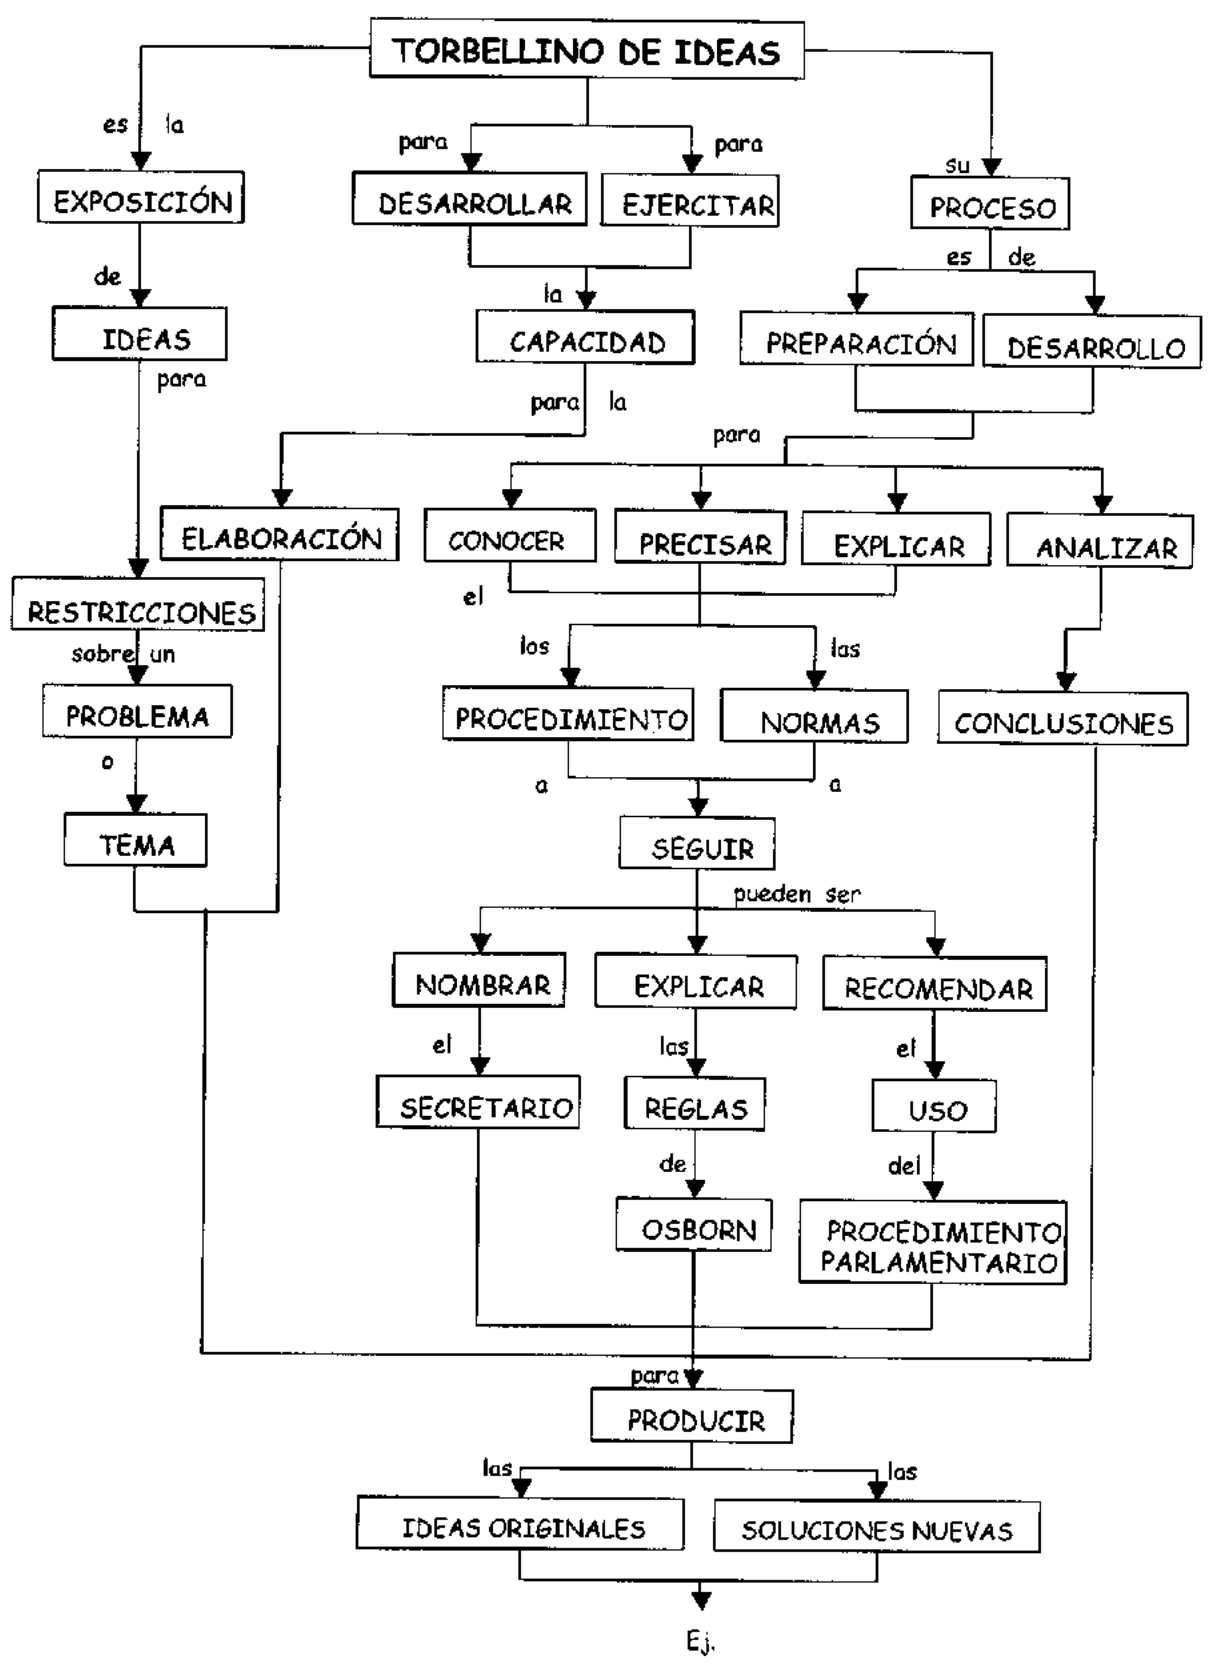 TORBELLINO DE IDEAS
es la
para
para
su
EXPOSICIÓN
DESARROLLAR
EJERCITAR
PROCESO
de
es de
IDEAS
la
CAPACIDAD
PREPARACIÓN
DESARROLLO
para
para la
para
ELABORACIÓN
CONOCER
PRECISAR
EXPLICAR
ANALIZAR
RESTRICCIONES
el
sobre un
los
las
PROBLEMA
PROCEDIMIENTO
NORMAS
CONCLUSIONES
o
a
a
TEMA
SEGUIR
pueden ser
NOMBRAR
EXPLICAR
RECOMENDAR
el
las
el
SECRETARIO
REGLAS
USO
de
del
OSBORN
PROCEDIMIENTO
PARLAMENTARIO
para
PRODUCIR
las
las
IDEAS ORIGINALES
SOLUCIONES NUEVAS
Ej.